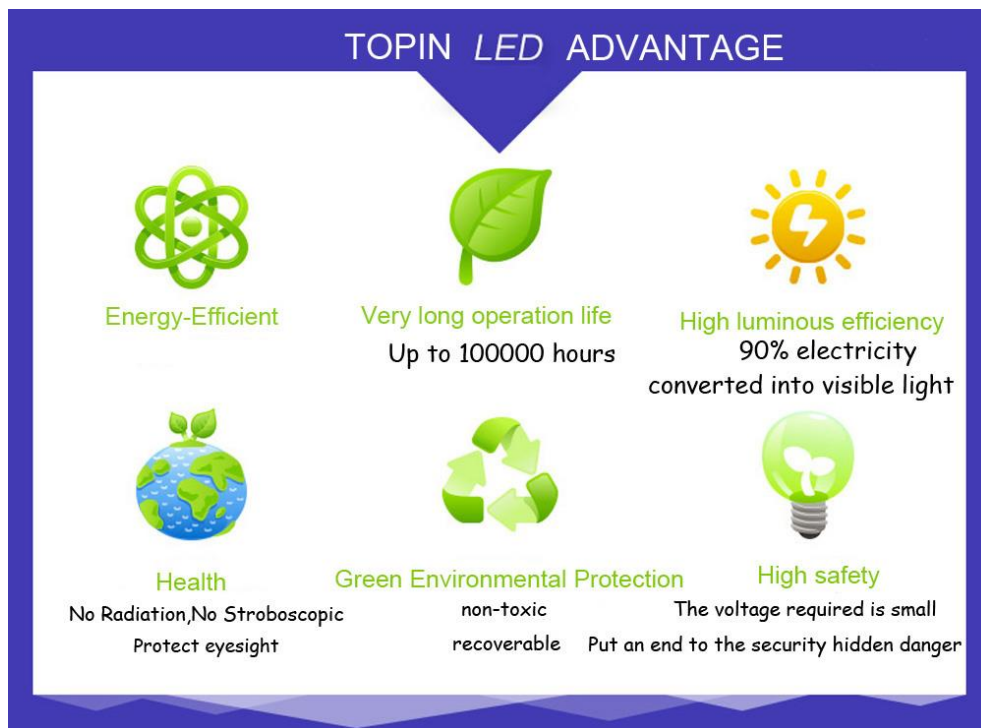 TOPIN LED ADVANTAGE
Energy-Efficient
Very long operation life
Up to 100000 hours
High luminous efficiency
90% electricity
converted into visible light
Health
No Radiation,No Stroboscopic
Protect eyesight
Green Environmental Protection
non-toxic
recoverable
High safety
The voltage required is small
Put an end to the security hidden danger